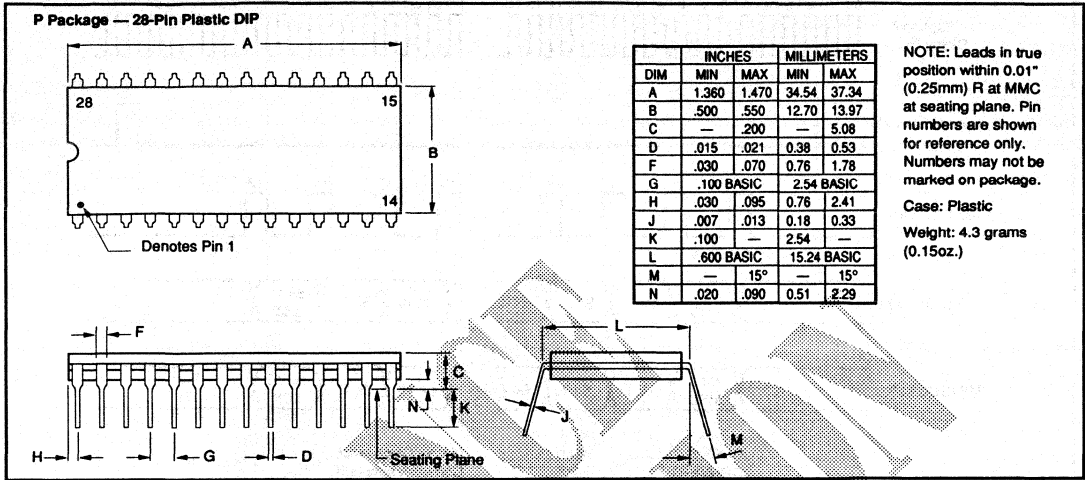 P Package — 28-Pin Plastic DIP
A
28
15
B
14
Denotes Pin 1
INCHES MILLIMETERS
DIM MIN MAX MIN MAX
A 1.360 1.470 34.54 37.34
B .500 .550 12.70 13.97
C — .200 — 5.08
D .015 .021 0.38 0.53
F .030 .070 0.76 1.78
G .100 BASIC 2.54 BASIC
H .030 .095 0.76 2.41
J .007 .013 0.18 0.33
K .100 — 2.54 —
L .600 BASIC 15.24 BASIC
M — 15° — 15°
N .020 .090 0.51 2.29
NOTE: Leads in true
position within 0.01"
(0.25mm) R at MMC
at seating plane. Pin
numbers are shown
for reference only.
Numbers may not be
marked on package.
Case: Plastic
Weight: 4.3 grams
(0.15oz.)
F
L
C
N
K
J
M
H
G
D
Seating Plane